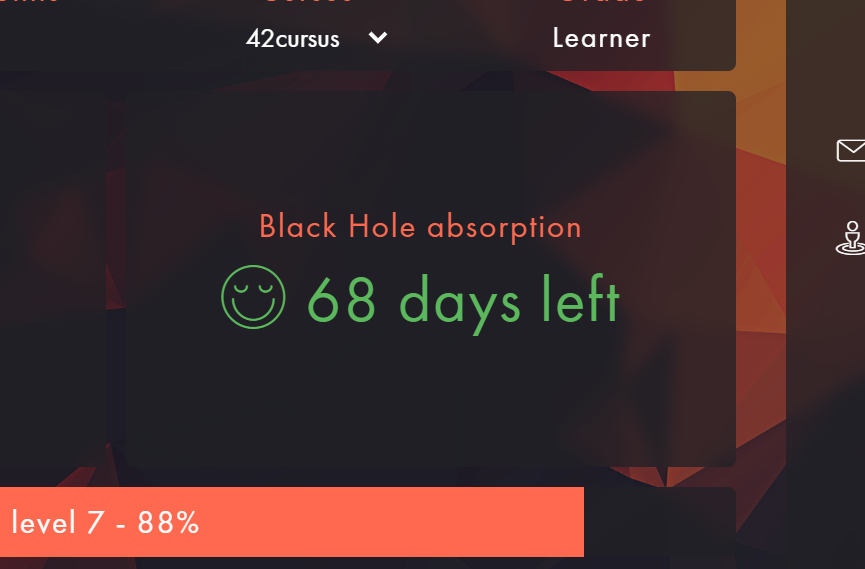 42cursus
Learner
Black Hole absorption
68 days left
level 7 - 88%